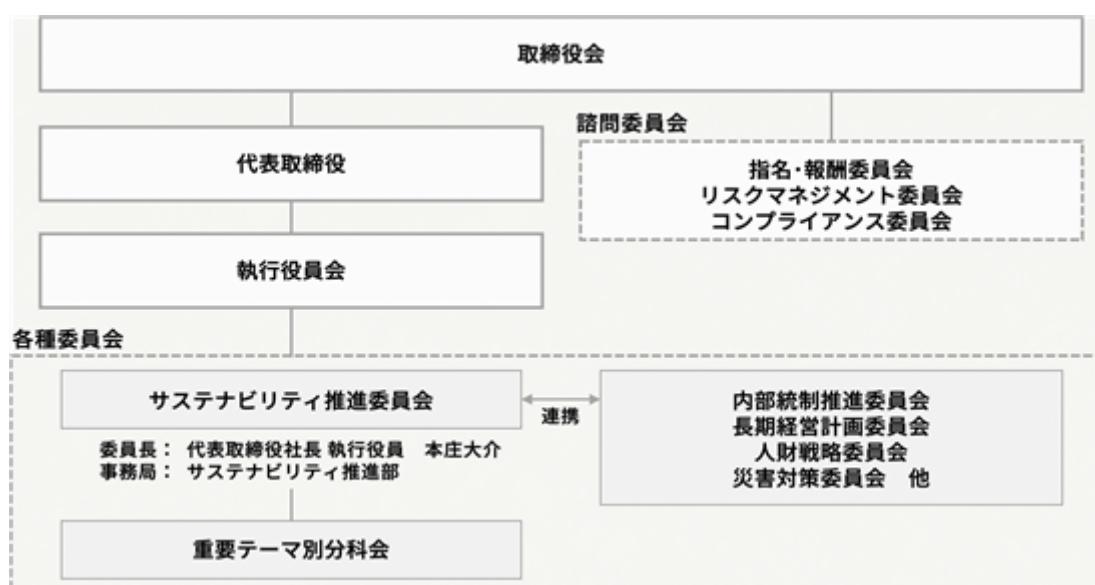 取締役会
代表取締役
諮問委員会
指名・報酬委員会
リスクマネジメント委員会
コンプライアンス委員会
執行役員会
各種委員会
サステナビリティ推進委員会
連携
内部統制推進委員会
長期経営計画委員会
人財戦略委員会
災害対策委員会　他
委員長： 代表取締役社長 執行役員　本庄大介
事務局： サステナビリティ推進部
重要テーマ別分科会